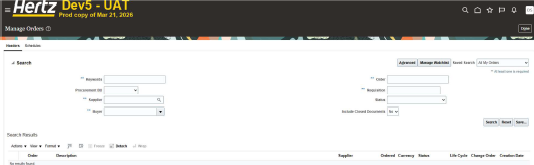 Hertz Dev5 - UAT
Prod copy of Mar 21, 2026
Manage Orders
Done
Headers Schedules
Search
Advanced Manage Watchlist Saved Search All My Orders
** At least one is required
** Keywords
** Order
Procurement BU
** Requisition
** Supplier
Status
** Buyer
Include Closed Documents No
Search Reset Save...
Search Results
Actions View Format Freeze Detach Wrap
Order Description Supplier Ordered Currency Status Life Cycle Change Order Creation Date
No results found.